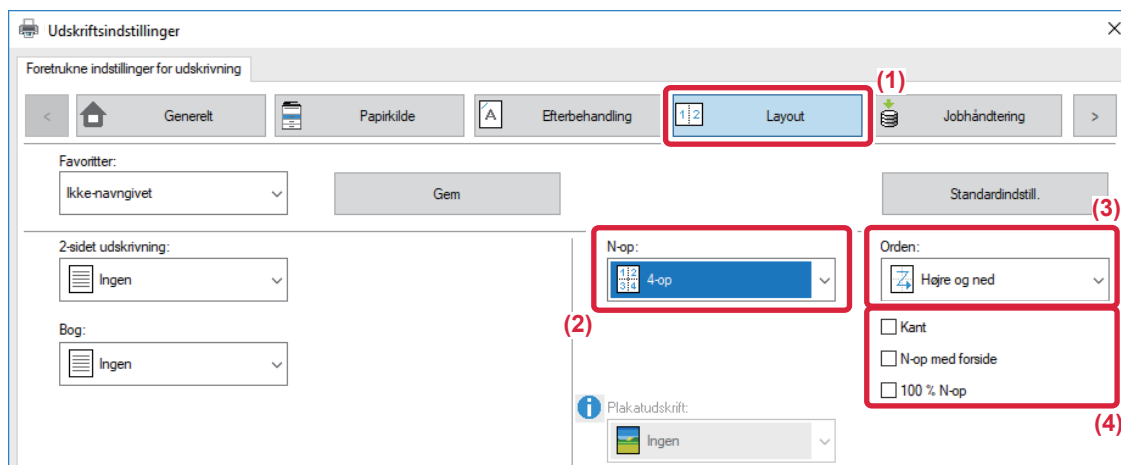 Udskriftsindstillinger
Foretrukne indstillinger for udskrivning
(1)
< Generelt Papirkilde Efterbehandling Layout Jobhåndtering >
Favoritter:
Ikke-navngivet
Gem
Standardindstill.
(3)
2-sidet udskrivning:
Ingen
N-op:
4-op
Orden:
Højre og ned
(2)
Bog:
Ingen
Kant
N-op med forside
100 % N-op
(4)
Plakatudskrift:
Ingen